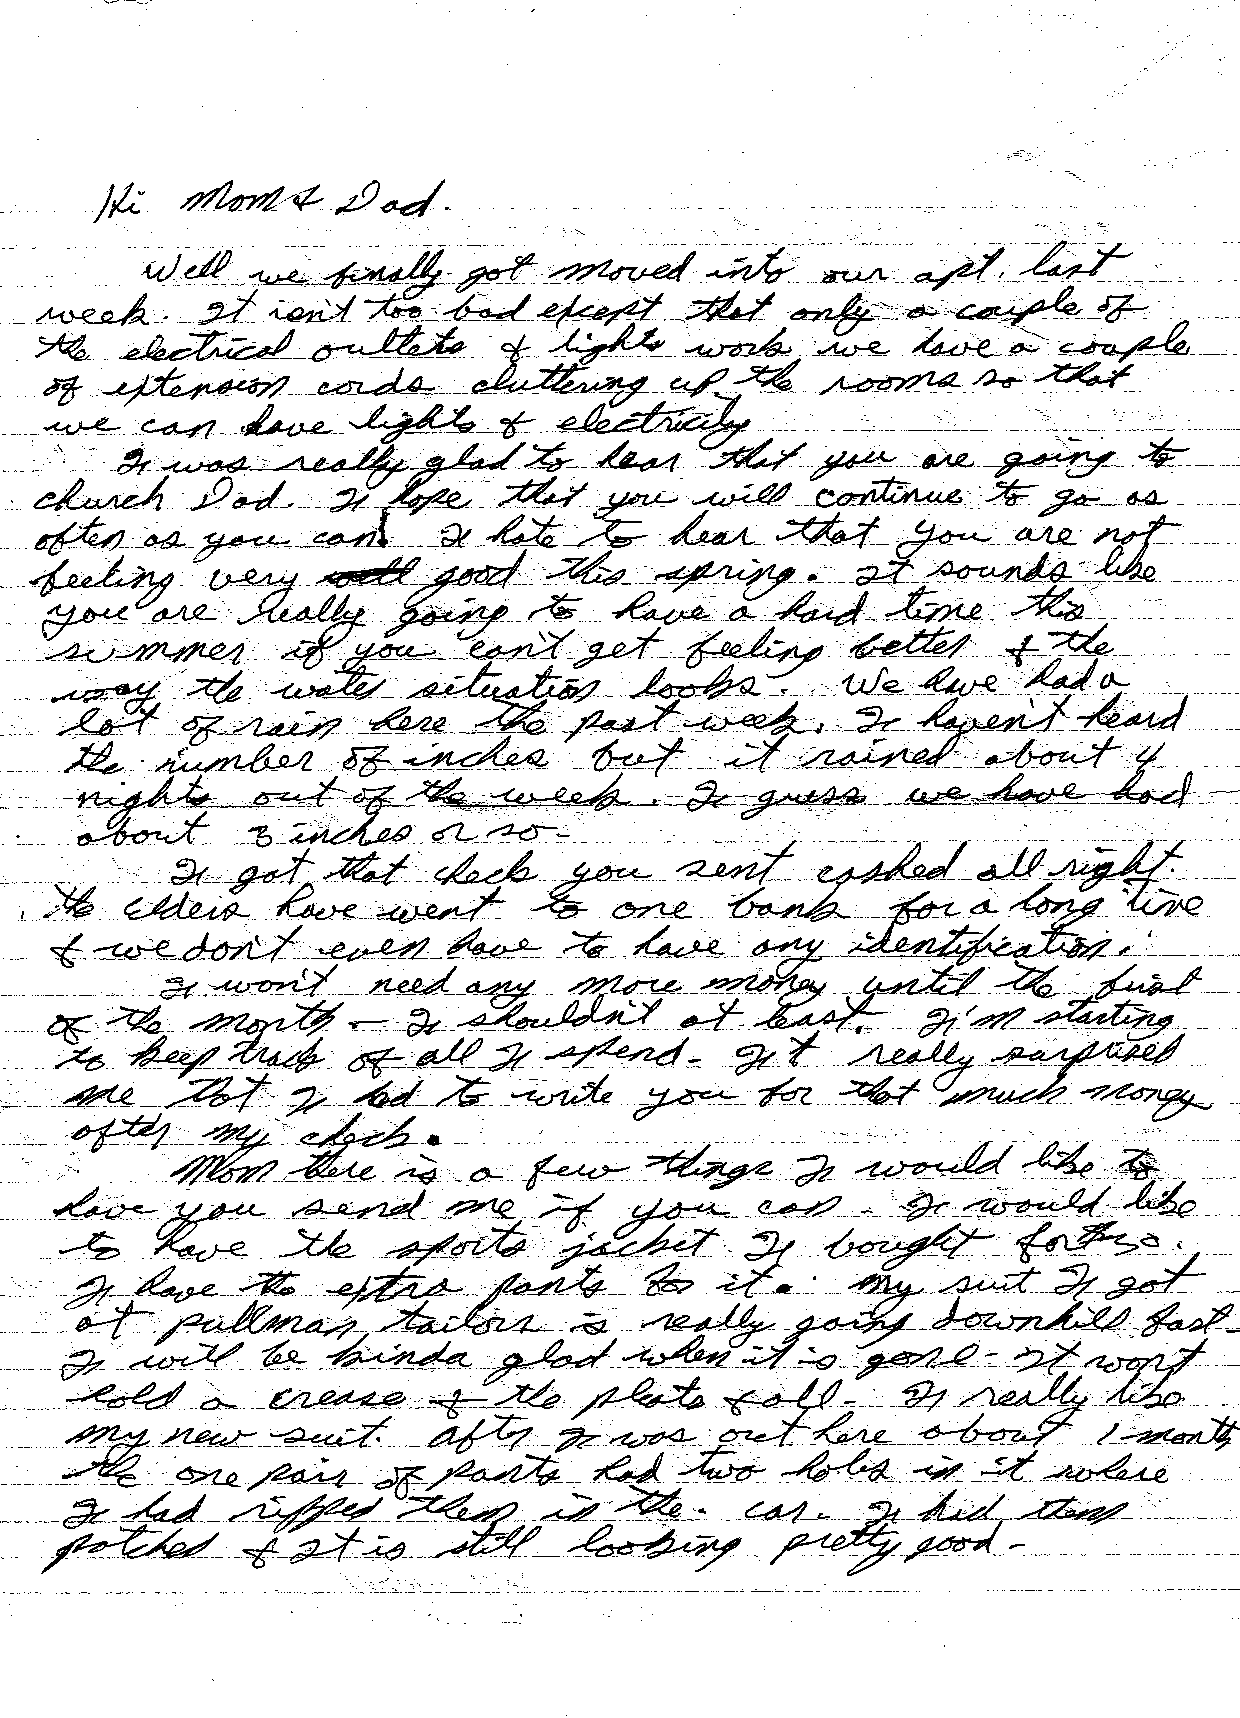 Hi Mom & Dad.
Well we finally got moved into our apt. last
week. It isn't too bad except that only a couple of
the electrical outlets & lights work we have a couple
of extension cords cluttering up the rooms so that
we can have lights & electricity
I was really glad to hear that you are going to
church Dad. I hope that you will continue to go as
often as you can! I hate to hear that you are not
feeling very good this spring. It sounds like
you are really going to have a hard time this
summer if you can't get feeling better & the
way the water situation looks. We have had a
lot of rain here the past week. I haven't heard
the number of inches but it rained about 4
nights out of the week. I guess we have had
about 3 inches or so-
I got that check you sent cashed all right.
the Elders have went to one bank for a long time
& we don't even have to have any identification.
I won't need any more money until the first
of the month - I shouldn't at least. I'm starting
to keep track of all I spend- It really surprised
me that I had to write you for that much money
after my check.
Mom there is a few things I would like to
have you send me if you can. I would like
to have the sports jacket I bought for
I have the extra pants to it. My suit I got
at pullman tailors is really going downhill fast-
I will be kinda glad when it is gone- It won't
hold a crease & the pleats & all- I really like
my new suit. After I was out here about 1 month
the one pair of pants had two holes in it where
I had ripped them in the car. I had them
patched & It is still looking pretty good-